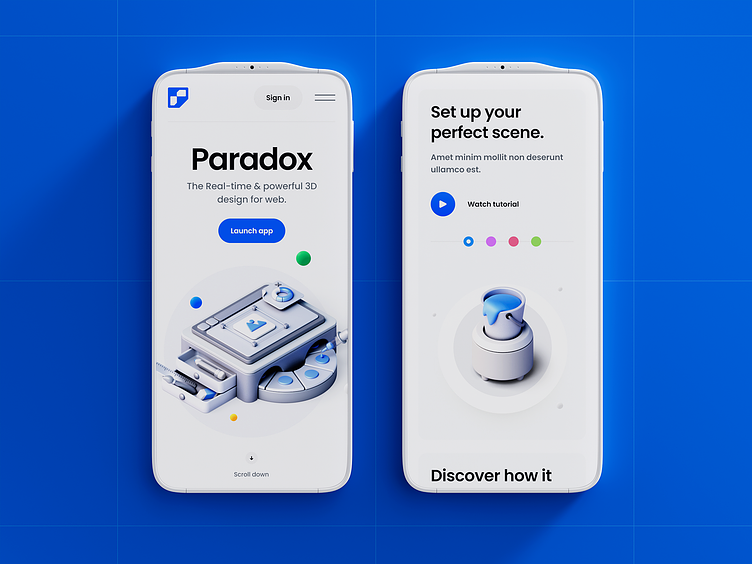 Sign in
Paradox
The Real-time & powerful 3D
design for web.
Launch app
Scroll down
Set up your
perfect scene.
Amet minim mollit non deserunt
ullamco est.
Watch tutorial
Discover how it